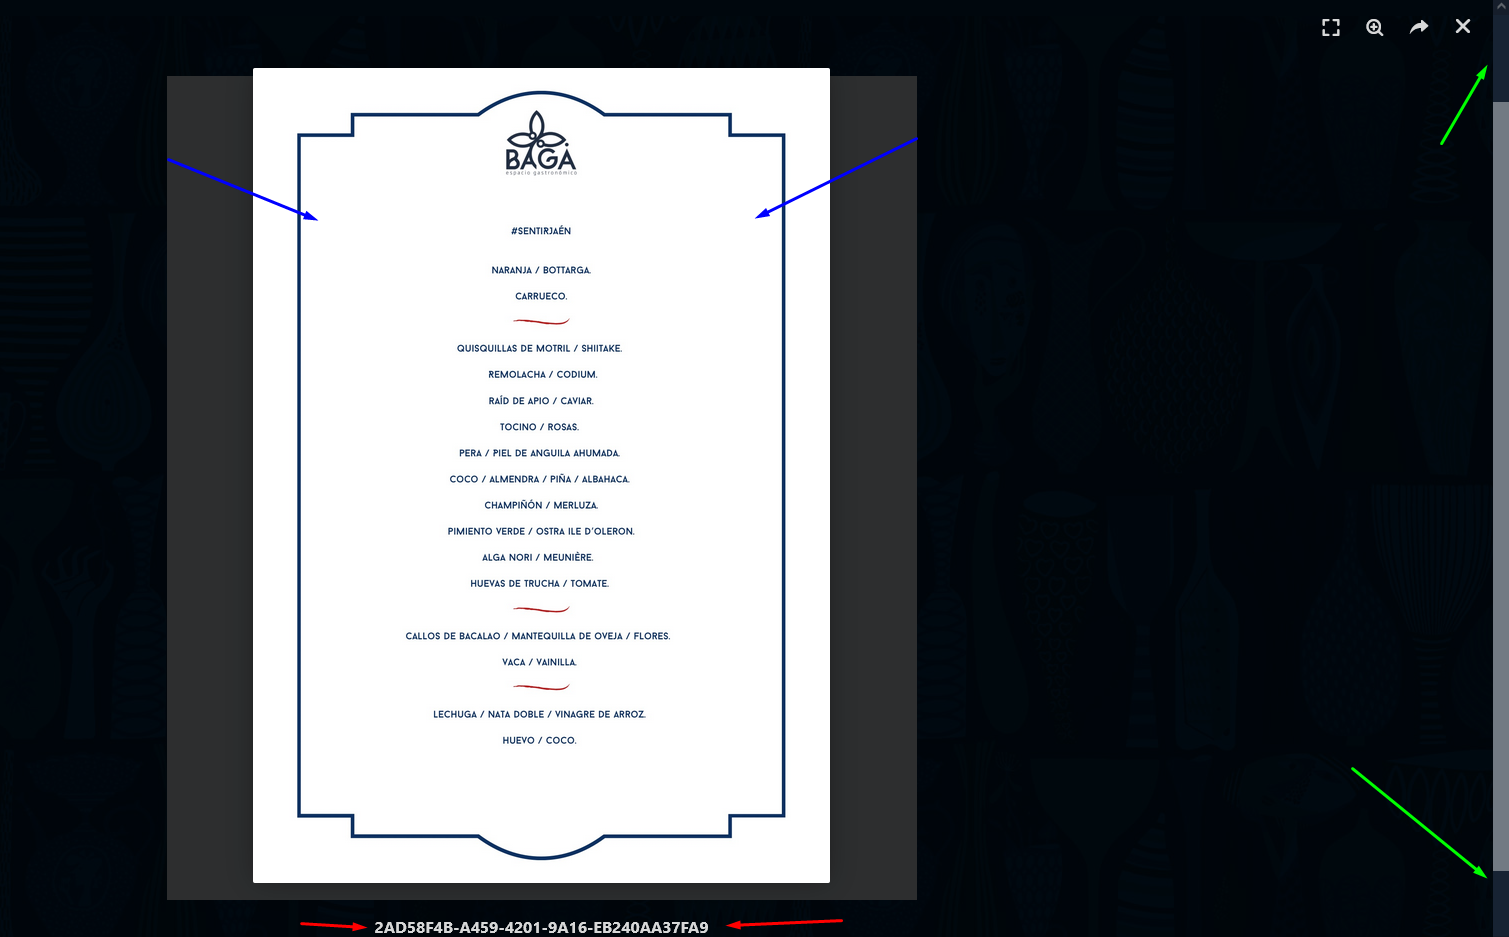 BAGÁ
espacio gastronómico
#SENTIRJAÉN
NARANJA / BOTTARGA.
CARRUECO.
QUISQUILLAS DE MOTRIL / SHIITAKE.
REMOLACHA / CODIUM.
RAÍD DE APIO / CAVIAR.
TOCINO / ROSAS.
PERA / PIEL DE ANGUILA AHUMADA.
COCO / ALMENDRA / PIÑA / ALBAHACA.
CHAMPIÑÓN / MERLUZA.
PIMIENTO VERDE / OSTRA ILE D'OLERON.
ALGA NORI / MEUNIÈRE.
HUEVAS DE TRUCHA / TOMATE.
CALLOS DE BACALAO / MANTEQUILLA DE OVEJA / FLORES.
VACA / VAINILLA.
LECHUGA / NATA DOBLE / VINAGRE DE ARROZ.
HUEVO / COCO.
2AD58F4B-A459-4201-9A16-EB240AA37FA9